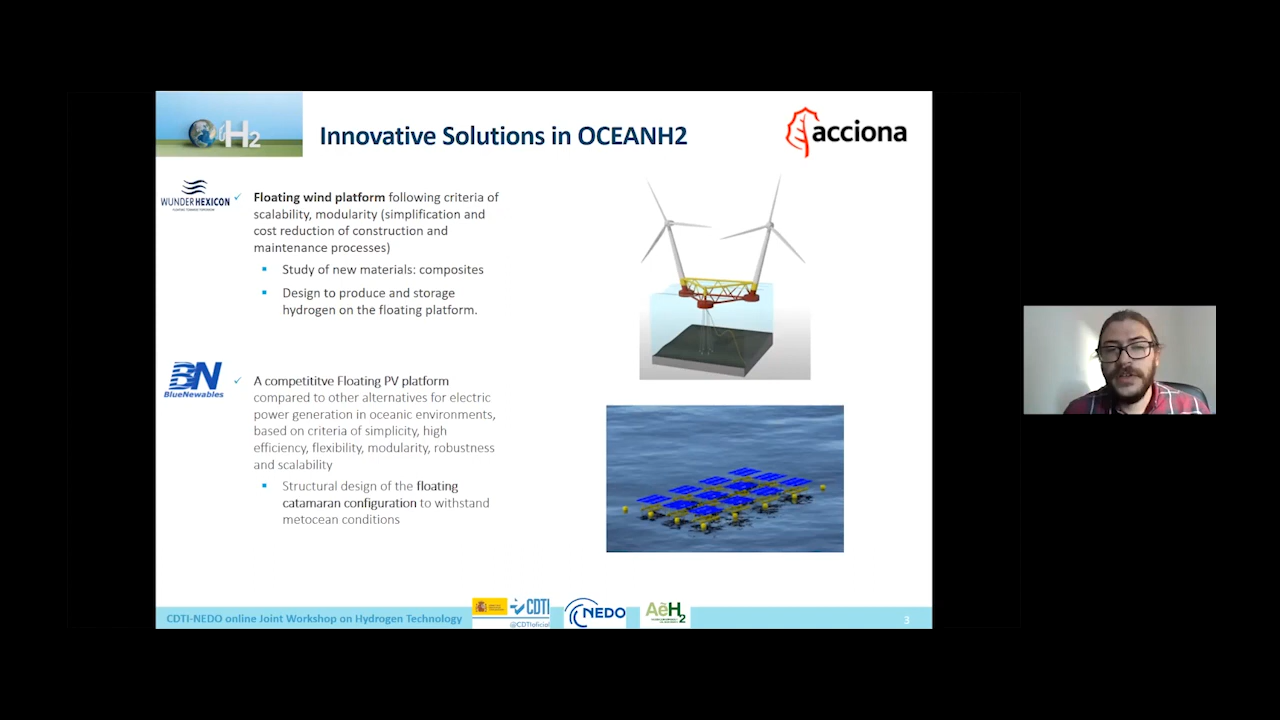 H2
Innovative Solutions in OCEANH2
acciona
WUNDERHEXICON
Floating wind platform following criteria of
scalability, modularity (simplification and
cost reduction of construction and
maintenance processes)
Study of new materials: composites
Design to produce and storage
hydrogen on the floating platform.
BN
BlueNewables
A competititve Floating PV platform
compared to other alternatives for electric
power generation in oceanic environments,
based on criteria of simplicity, high
efficiency, flexibility, modularity, robustness
and scalability
Structural design of the floating
catamaran configuration to withstand
metocean conditions
CDTI-NEDO online Joint Workshop on Hydrogen Technology
CDTI
@CDTIoficial
NEDO
AeH2
3